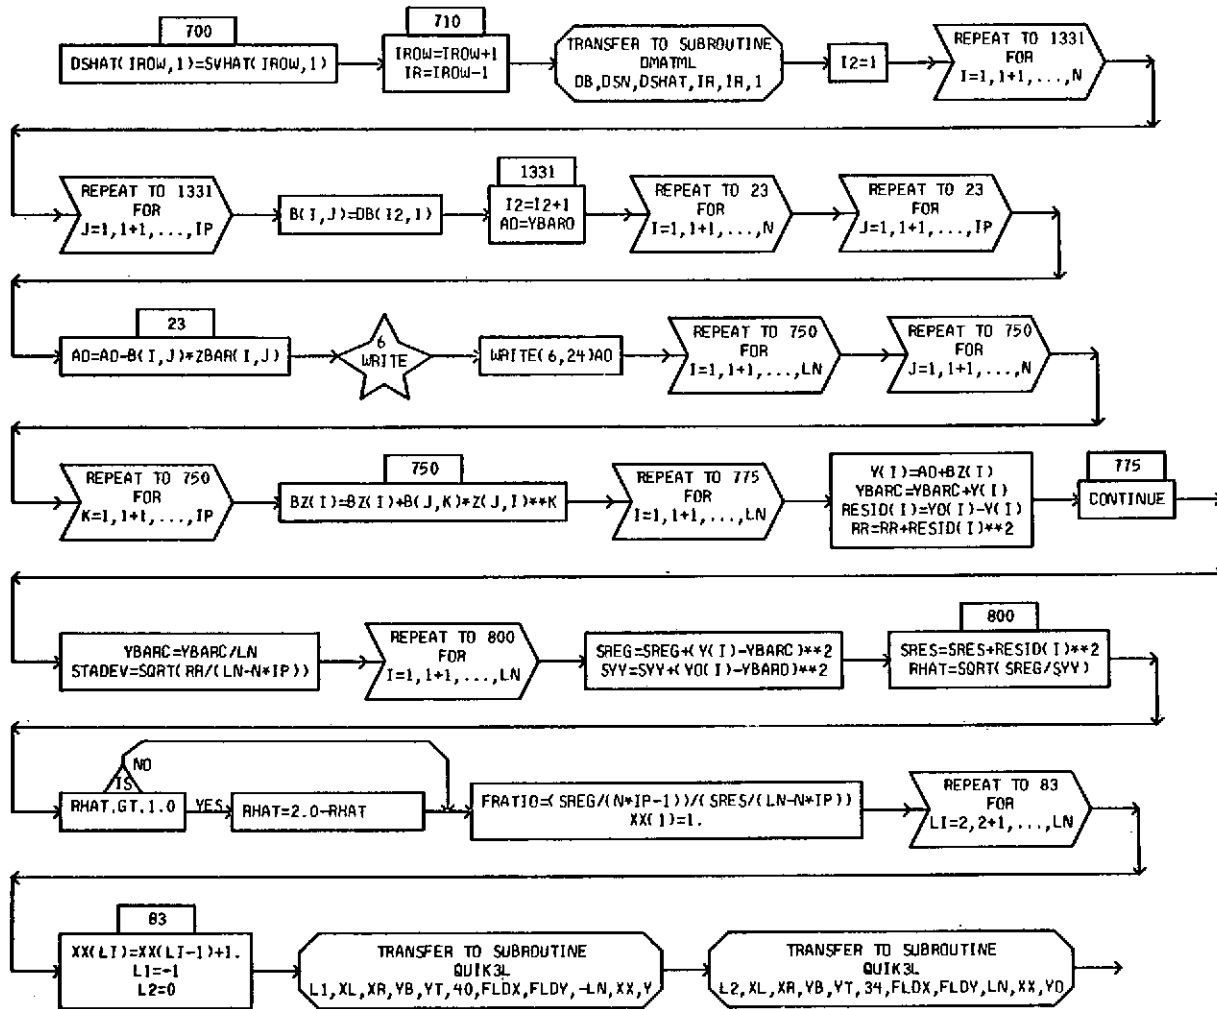 700
DSHAT(IROW,1)=SVHAT(IROW,1)
710
IROW=IROW+1
IR=IROW-1
TRANSFER TO SUBROUTINE
DMATML
DB,DSN,DSHAT,IR,IR,1
I2=1
REPEAT TO 1331
FOR
I=1,1+1,...,N
REPEAT TO 1331
FOR
J=1,1+1,...,IP
B(I,J)=DB(I2,1)
1331
I2=I2+1
AO=YBARO
REPEAT TO 23
FOR
I=1,1+1,...,N
REPEAT TO 23
FOR
J=1,1+1,...,IP
23
AO=AO-B(I,J)*ZBAR(I,J)
6
WRITE
WRITE(6,24)AO
REPEAT TO 750
FOR
I=1,1+1,...,LN
REPEAT TO 750
FOR
J=1,1+1,...,N
REPEAT TO 750
FOR
K=1,1+1,...,IP
750
BZ(I)=BZ(I)+B(J,K)*Z(J,I)**K
REPEAT TO 775
FOR
I=1,1+1,...,LN
Y(I)=AO+BZ(I)
YBARC=YBARC+Y(I)
RESID(I)=YO(I)-Y(I)
RR=RR+RESID(I)**2
775
CONTINUE
YBARC=YBARC/LN
STADEV=SQRT(RR/(LN-N*IP))
REPEAT TO 800
FOR
I=1,1+1,...,LN
SREG=SREG+(Y(I)-YBARC)**2
SYY=SYY+(YO(I)-YBARO)**2
800
SRES=SRES+RESID(I)**2
RHAT=SQRT(SREG/SYY)
NO
IS
RHAT.GT.1.0
YES
RHAT=2.0-RHAT
FRATIO=(SREG/(N*IP-1))/(SRES/(LN-N*IP))
XX(1)=1.
REPEAT TO 83
FOR
LI=2,2+1,...,LN
83
XX(LI)=XX(LI-1)+1.
L1=-1
L2=0
TRANSFER TO SUBROUTINE
QUIK3L
L1,XL,XR,YB,YT,40,FLDX,FLDY,-LN,XX,Y
TRANSFER TO SUBROUTINE
QUIK3L
L2,XL,XR,YB,YT,34,FLDX,FLDY,LN,XX,YO